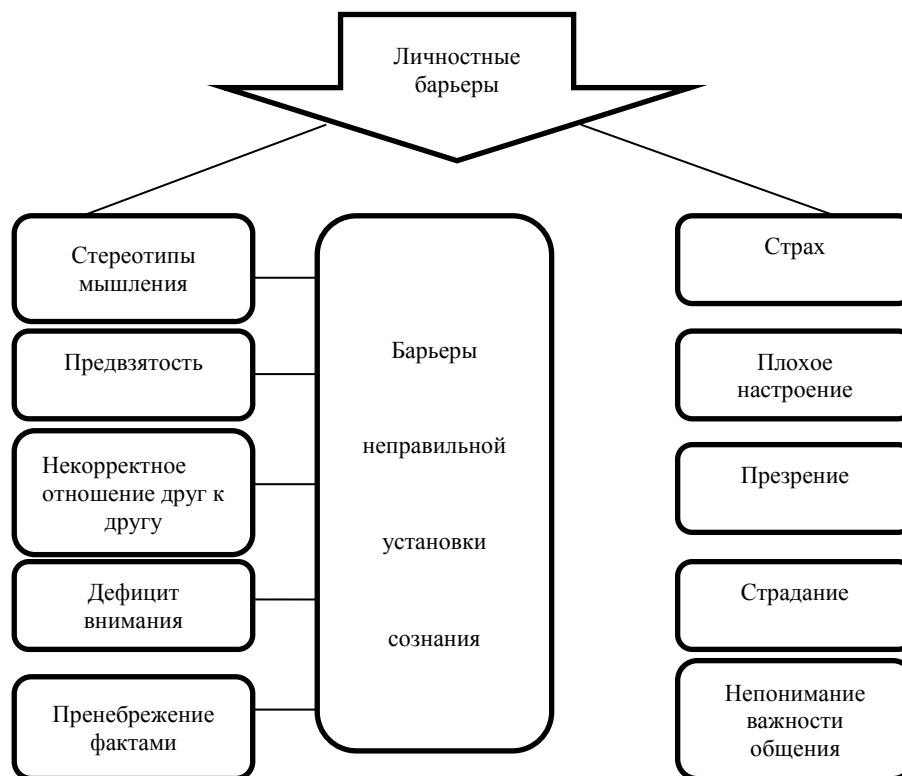 Личностные
барьеры
Стереотипы
мышления
Предвзятость
Некорректное
отношение друг к
другу
Дефицит
внимания
Пренебрежение
фактами
Барьеры
неправильной
установки
сознания
Страх
Плохое
настроение
Презрение
Страдание
Непонимание
важности
общения